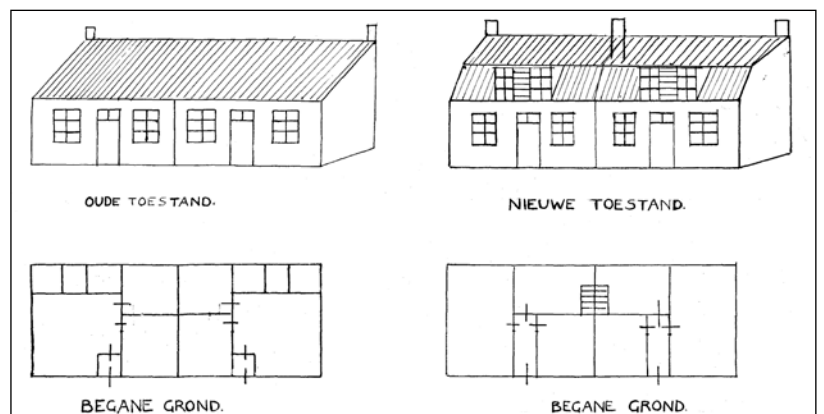 OUDE TOESTAND.
NIEUWE TOESTAND.
BEGANE GROND.
BEGANE GROND.